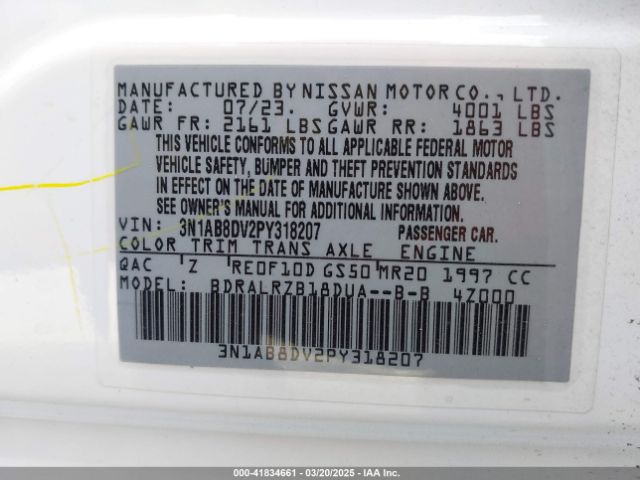 MANUFACTURED BY NISSAN MOTOR CO., LTD.
DATE: 07/23. GVWR: 4001 LBS
GAWR FR: 2161 LBS GAWR RR: 1863 LBS
THIS VEHICLE CONFORMS TO ALL APPLICABLE FEDERAL MOTOR
VEHICLE SAFETY, BUMPER AND THEFT PREVENTION STANDARDS
IN EFFECT ON THE DATE OF MANUFACTURE SHOWN ABOVE.
SEE OWNER'S MANUAL FOR ADDITIONAL INFORMATION.
VIN: 3N1AB8DV2PY318207 PASSENGER CAR.
COLOR TRIM TRANS AXLE ENGINE
QAC Z RE0F10D GS50 MR20 1997 CC
MODEL: BDRALRZB18DUA--B-B 4Z000
3N1AB8DV2PY318207
000-41834661 — 03/20/2025 — IAA Inc.